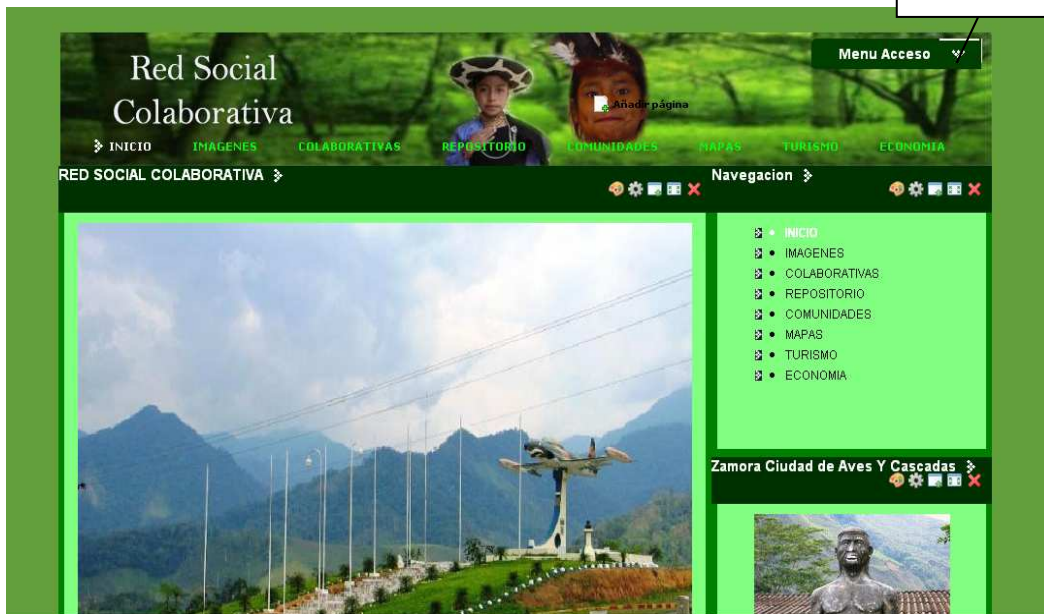 Red Social
Colaborativa
Menu Acceso
Añadir página
INICIO IMAGENES COLABORATIVAS REPOSITORIO COMUNIDADES MAPAS TURISMO ECONOMIA
RED SOCIAL COLABORATIVA
Navegacion
INICIO
IMAGENES
COLABORATIVAS
REPOSITORIO
COMUNIDADES
MAPAS
TURISMO
ECONOMIA
Zamora Ciudad de Aves Y Cascadas